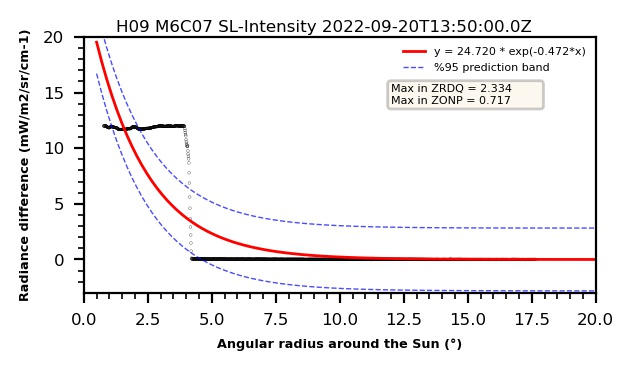 H09 M6C07 SL-Intensity 2022-09-20T13:50:00.0Z
y = 24.720 * exp(-0.472*x)
%95 prediction band
Max in ZRDQ = 2.334
Max in ZONP = 0.717
Radiance difference (mW/m2/sr/cm-1)
20
15
10
5
0
0.0 2.5 5.0 7.5 10.0 12.5 15.0 17.5 20.0
Angular radius around the Sun (°)